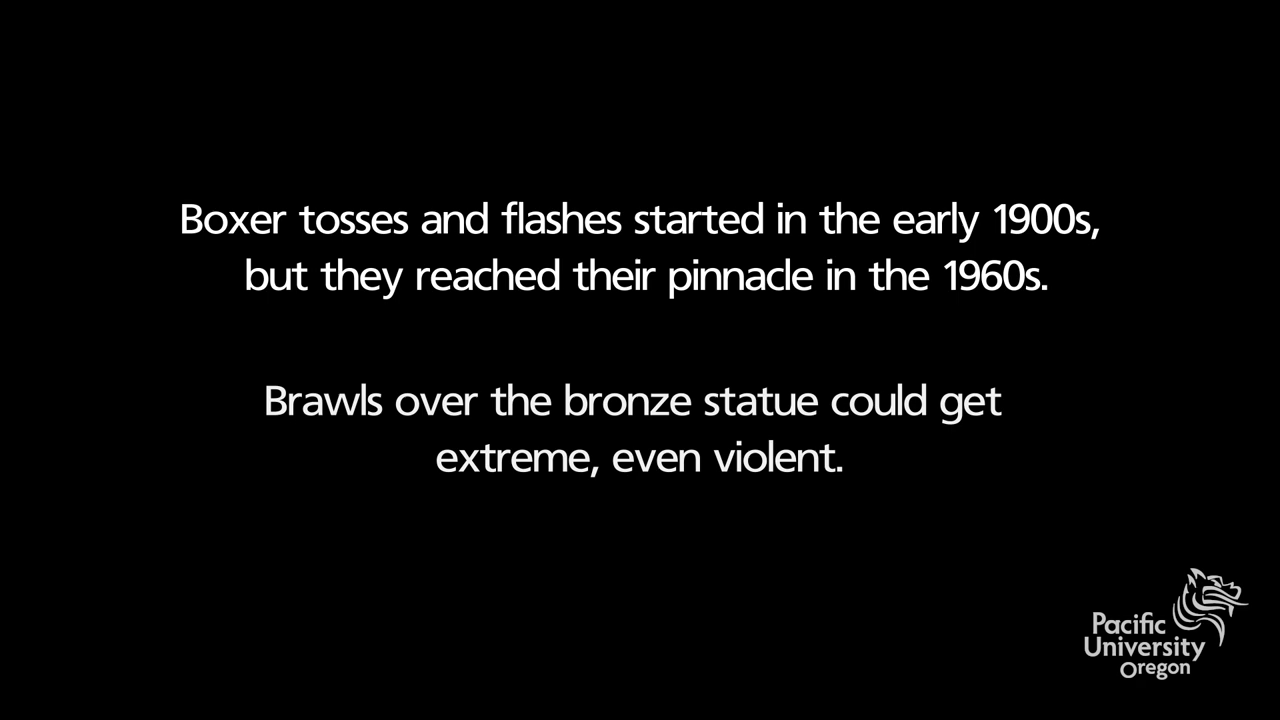 Boxer tosses and flashes started in the early 1900s,
but they reached their pinnacle in the 1960s.
Brawls over the bronze statue could get
extreme, even violent.
Pacific
University
Oregon